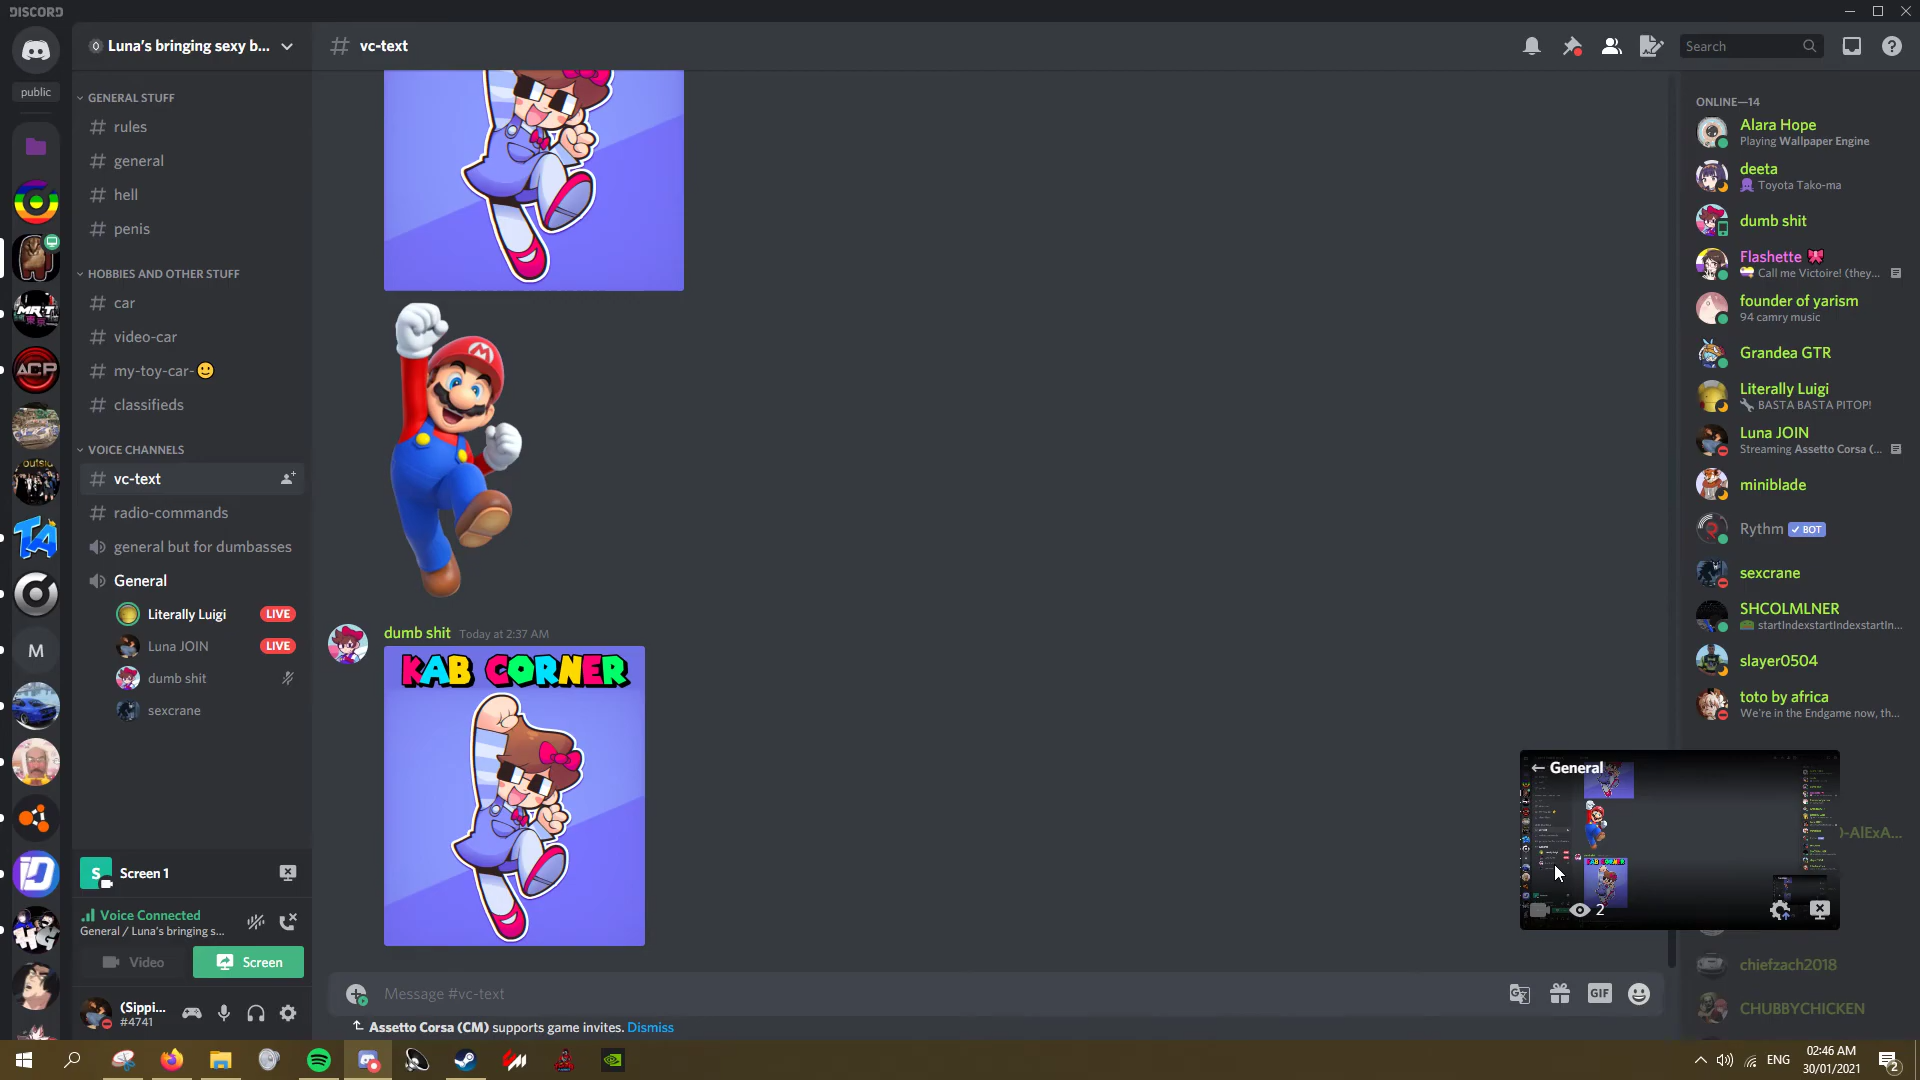 DISCORD
Luna's bringing sexy b...
vc-text
Search
public
GENERAL STUFF
rules
general
hell
penis
HOBBIES AND OTHER STUFF
car
video-car
my-toy-car-
classifieds
VOICE CHANNELS
vc-text
radio-commands
general but for dumbasses
General
Literally Luigi LIVE
Luna JOIN LIVE
dumb shit
sexcrane
MR.T
ACP
TA
M
HG
Screen 1
Voice Connected
General / Luna's bringing s...
Video Screen
(Sippi...
#4741
dumb shit Today at 2:37 AM
KAB CORNER
Message #vc-text
GIF
Assetto Corsa (CM) supports game invites. Dismiss
ONLINE—14
Alara Hope
Playing Wallpaper Engine
deeta
Toyota Tako-ma
dumb shit
Flashette
Call me Victoire! (they...
founder of yarism
94 camry music
Grandea GTR
Literally Luigi
BASTA BASTA PITOP!
Luna JOIN
Streaming Assetto Corsa (...
miniblade
Rythm BOT
sexcrane
SHCOLMLNER
startIndexstartIndexstartIn...
slayer0504
toto by africa
We're in the Endgame now, th...
General
2
-AlExA...
chiefzach2018
CHUBBYCHICKEN
ENG
02:46 AM
30/01/2021
2